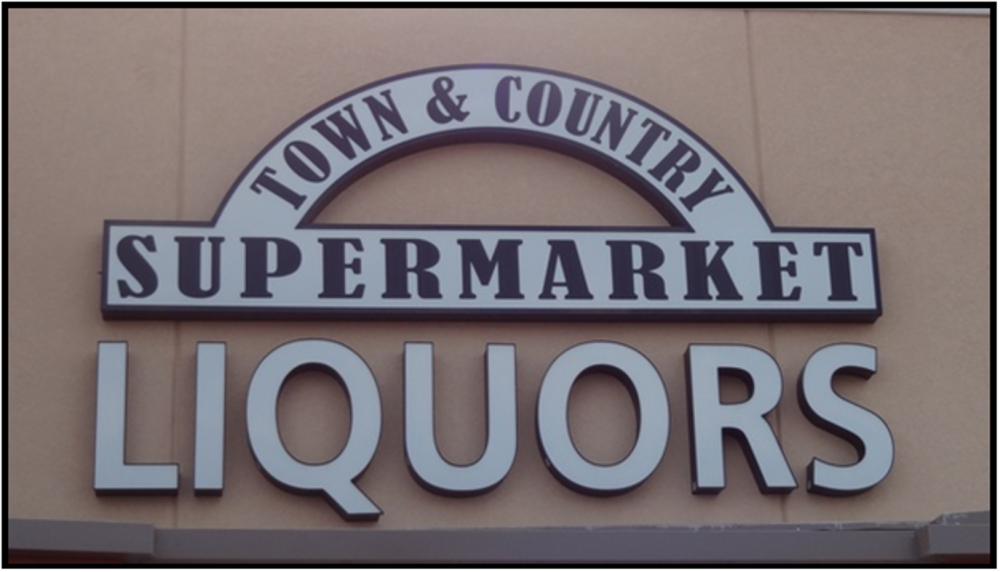 TOWN & COUNTRY
SUPERMARKET
LIQUORS